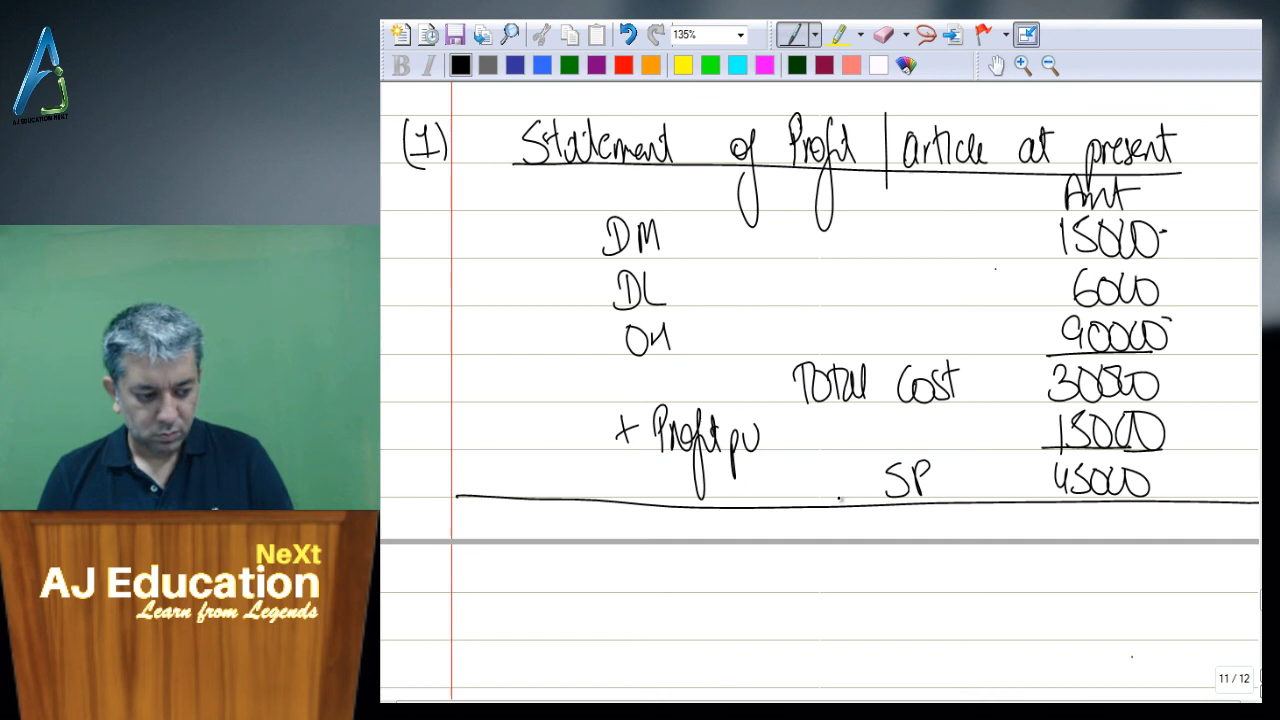 AJ EDUCATION NEXT
135%
B I
(1) Statement of Profit | article at present
Amt
DM 15000
DL 6000
OH 90000
Total Cost 30000
+ Profit pu 15000
SP 45000
NeXt
AJ Education
Learn from Legends
11 / 12